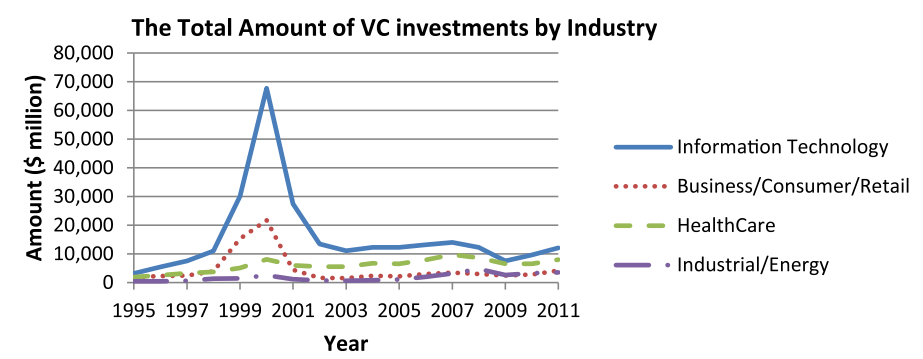 The Total Amount of VC investments by Industry
80,000
70,000
60,000
50,000
40,000
30,000
20,000
10,000
0
Amount ($ million)
1995 1997 1999 2001 2003 2005 2007 2009 2011
Year
Information Technology
Business/Consumer/Retail
HealthCare
Industrial/Energy